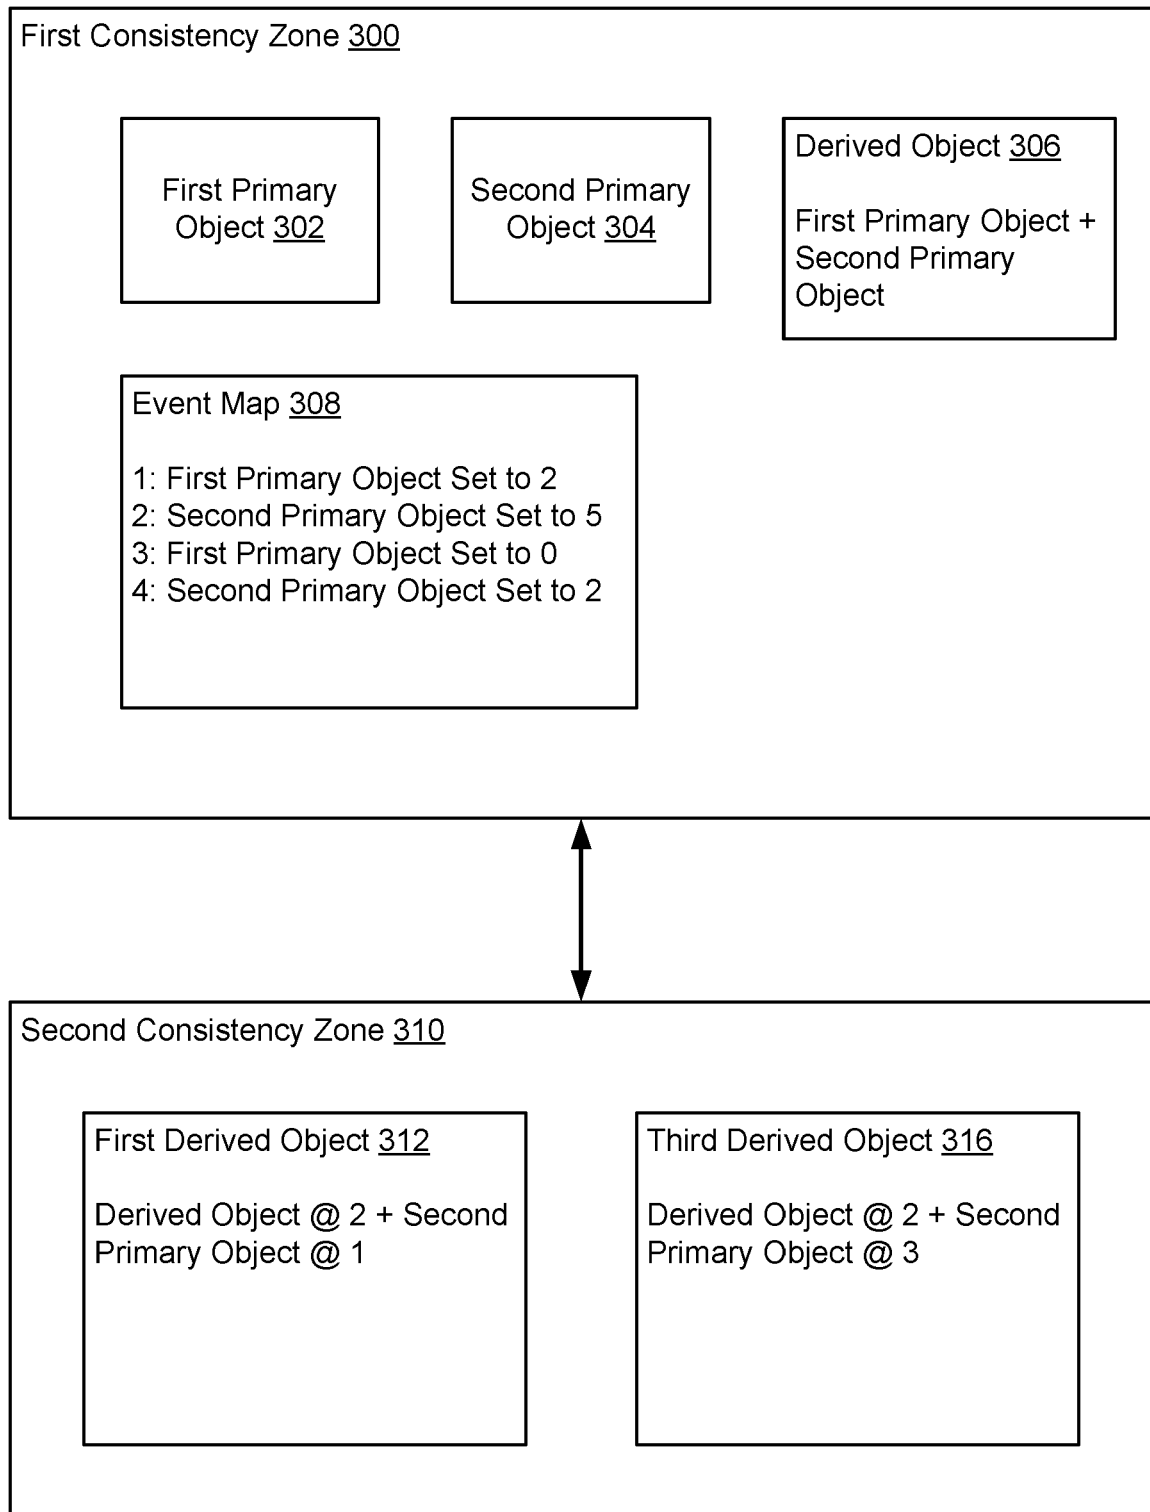 First Consistency Zone 300
First Primary
Object 302
Second Primary
Object 304
Derived Object 306
First Primary Object +
Second Primary
Object
Event Map 308
1: First Primary Object Set to 2
2: Second Primary Object Set to 5
3: First Primary Object Set to 0
4: Second Primary Object Set to 2
Second Consistency Zone 310
First Derived Object 312
Derived Object @ 2 + Second
Primary Object @ 1
Third Derived Object 316
Derived Object @ 2 + Second
Primary Object @ 3